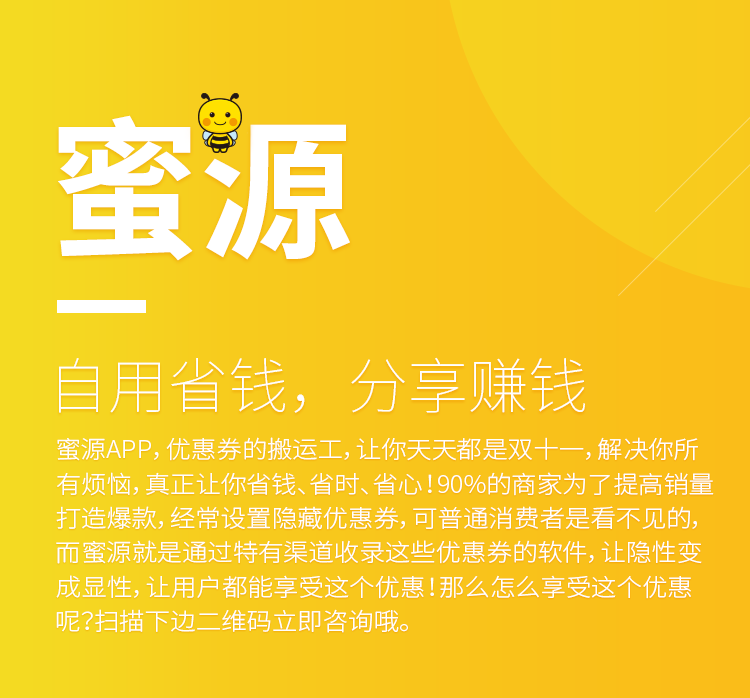 蜜源
自用省钱，分享赚钱
蜜源APP，优惠券的搬运工，让你天天都是双十一，解决你所
有烦恼，真正让你省钱、省时、省心！90%的商家为了提高销量
打造爆款，经常设置隐藏优惠券，可普通消费者是看不见的，
而蜜源就是通过特有渠道收录这些优惠券的软件，让隐性变
成显性，让用户都能享受这个优惠！那么怎么享受这个优惠
呢？扫描下边二维码立即咨询哦。